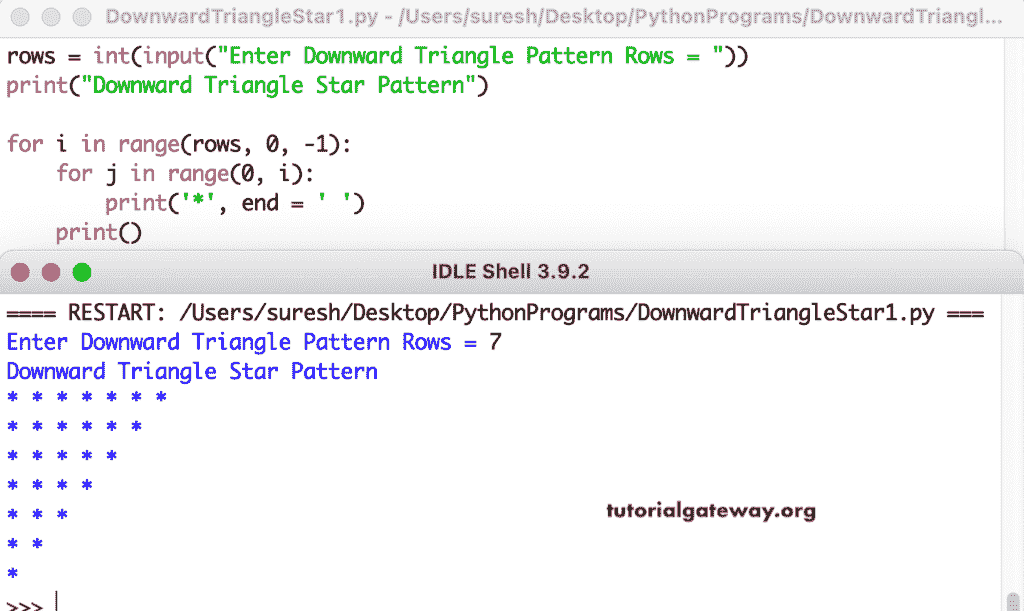 DownwardTriangleStar1.py - /Users/suresh/Desktop/PythonPrograms/DownwardTriangl...
rows = int(input("Enter Downward Triangle Pattern Rows = "))
print("Downward Triangle Star Pattern")
for i in range(rows, 0, -1):
    for j in range(0, i):
        print('*', end = ' ')
    print()
IDLE Shell 3.9.2
==== RESTART: /Users/suresh/Desktop/PythonPrograms/DownwardTriangleStar1.py ===
Enter Downward Triangle Pattern Rows = 7
Downward Triangle Star Pattern
* * * * * * *
* * * * * *
* * * * *
* * * *
* * *
* *
*
tutorialgateway.org
>>>